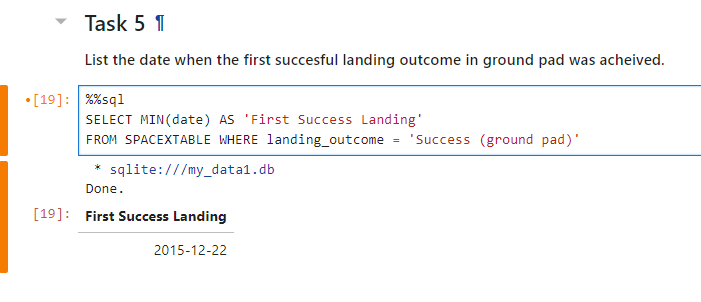 Task 5 ¶
List the date when the first succesful landing outcome in ground pad was acheived.
•[19]: %%sql
SELECT MIN(date) AS 'First Success Landing'
FROM SPACEXTABLE WHERE landing_outcome = 'Success (ground pad)'
* sqlite:///my_data1.db
Done.
[19]: First Success Landing
2015-12-22